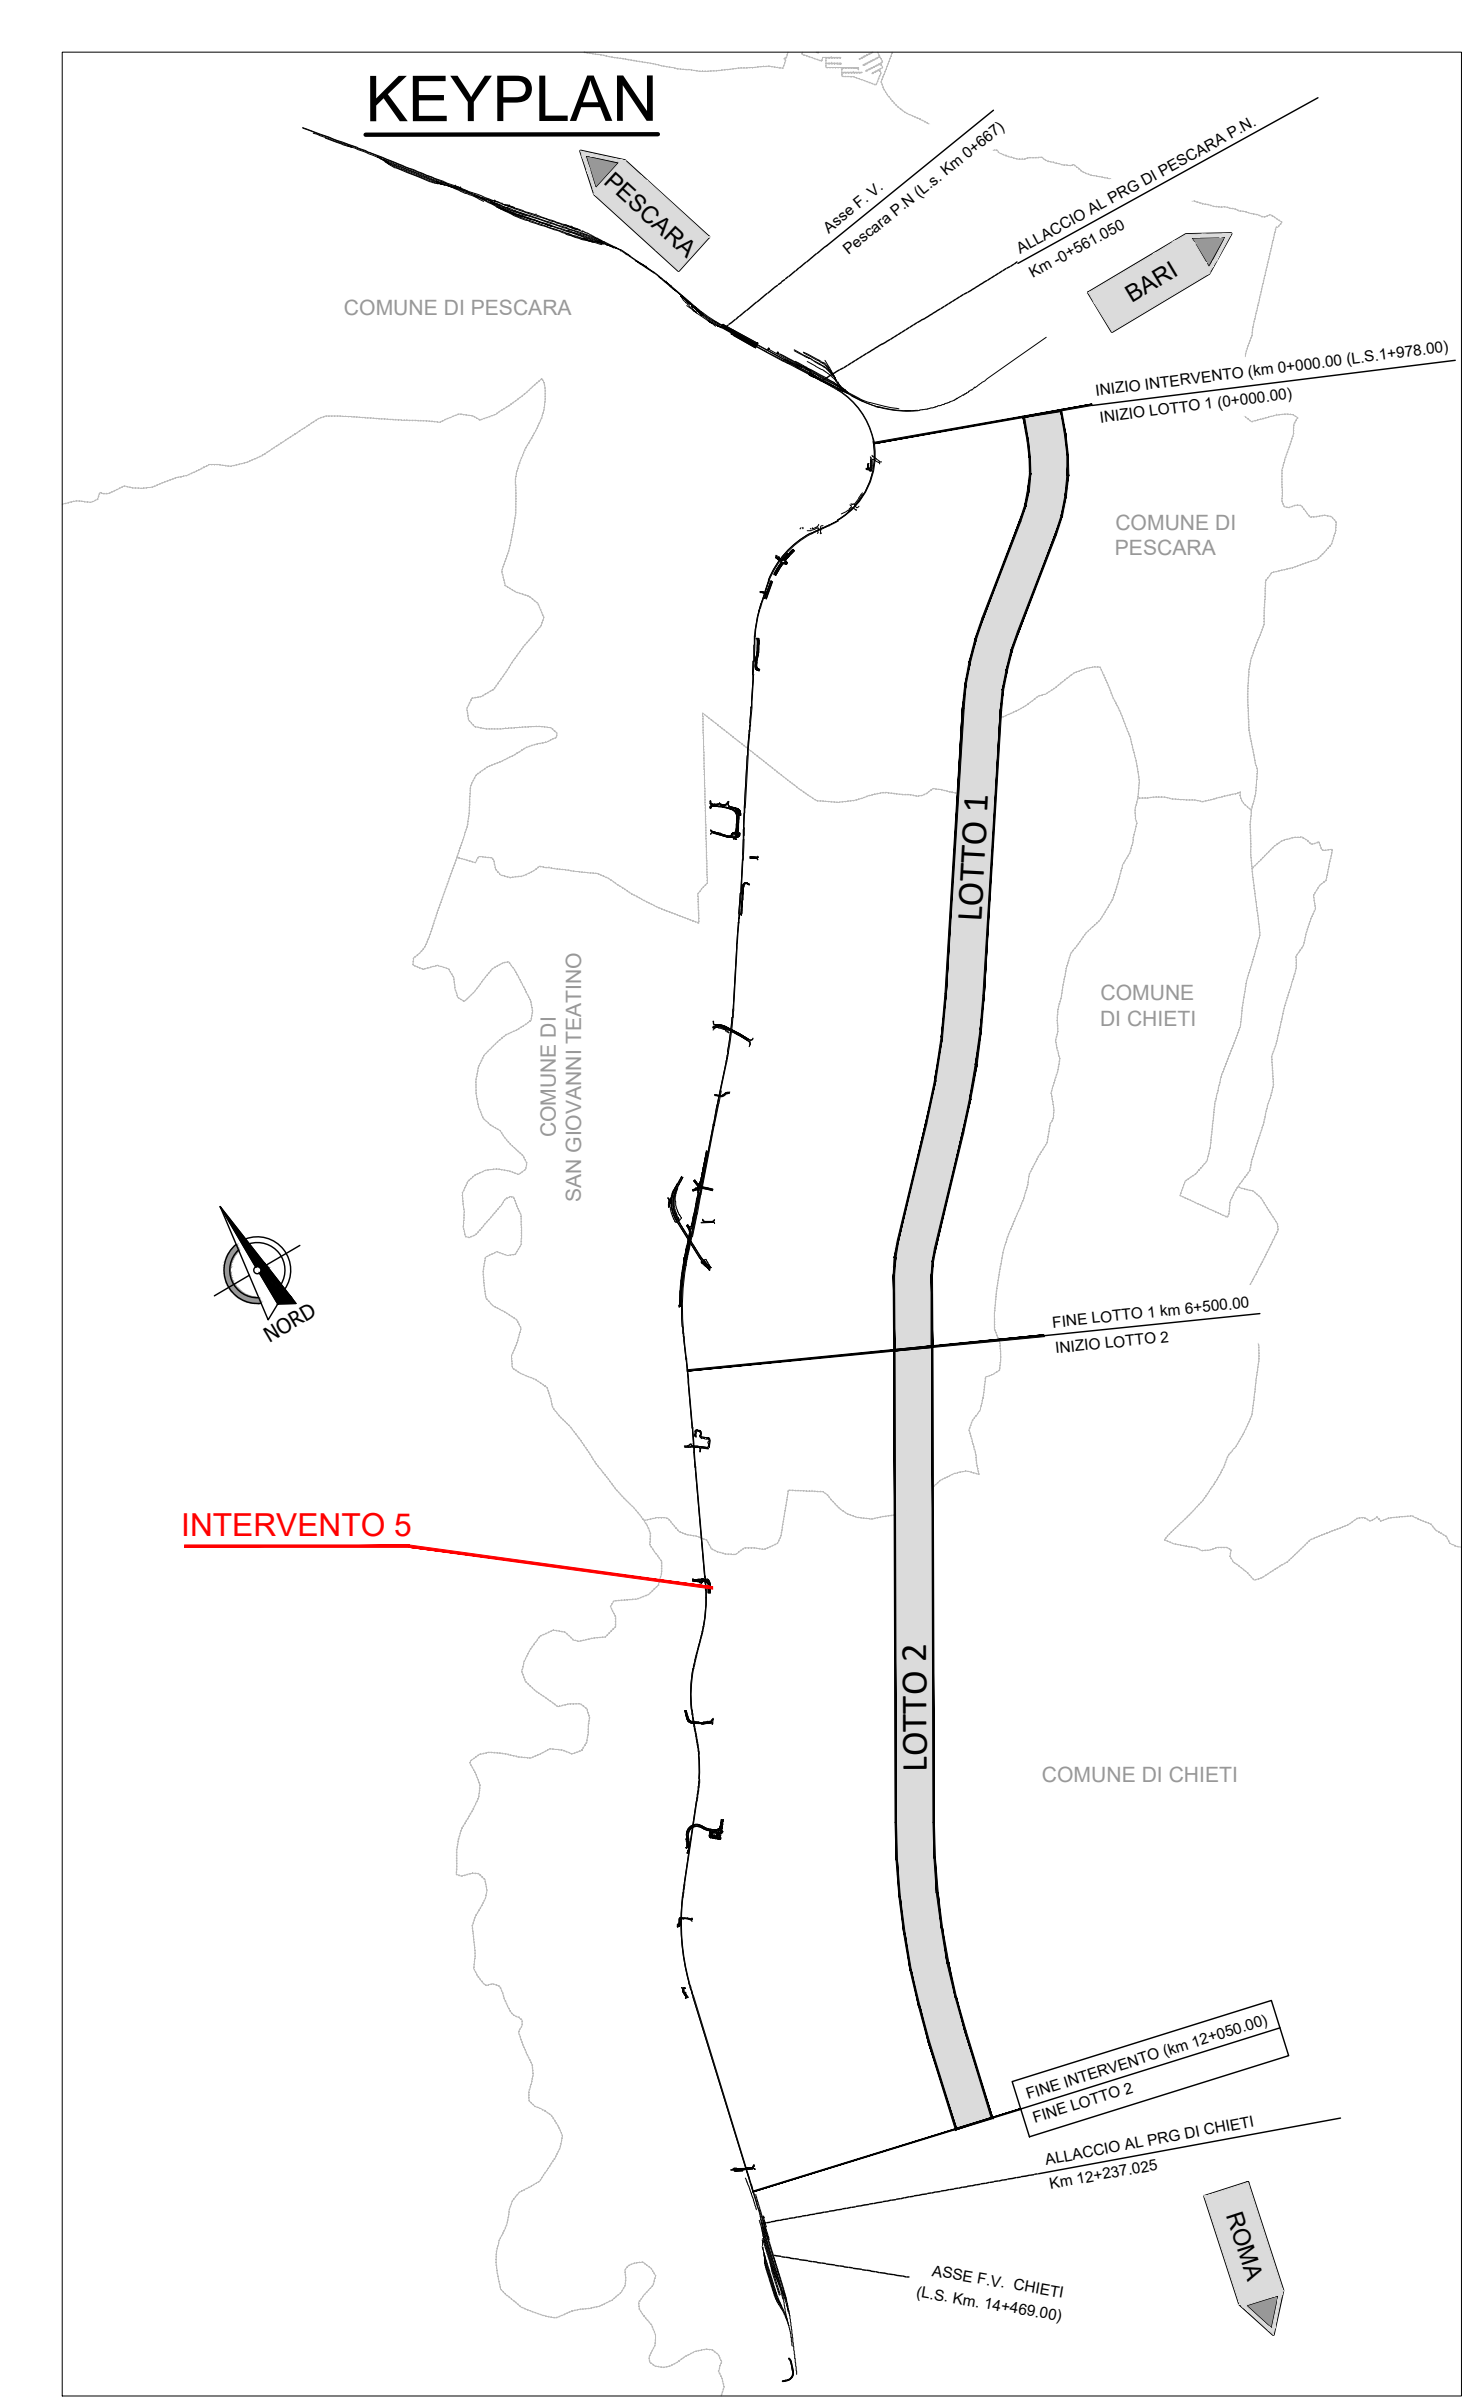 KEYPLAN
PESCARA
Asse F. V.
Pescara P.N (L.s. Km 0+667)
ALLACCIO AL PRG DI PESCARA P.N.
Km -0+561.050
BARI
COMUNE DI PESCARA
INIZIO INTERVENTO (km 0+000.00 (L.S.1+978.00)
INIZIO LOTTO 1 (0+000.00)
COMUNE DI
PESCARA
LOTTO 1
COMUNE DI
SAN GIOVANNI TEATINO
COMUNE
DI CHIETI
NORD
FINE LOTTO 1 km 6+500.00
INIZIO LOTTO 2
INTERVENTO 5
LOTTO 2
COMUNE DI CHIETI
FINE INTERVENTO (km 12+050.00)
FINE LOTTO 2
ALLACCIO AL PRG DI CHIETI
Km 12+237.025
ROMA
ASSE F.V. CHIETI
(L.S. Km. 14+469.00)